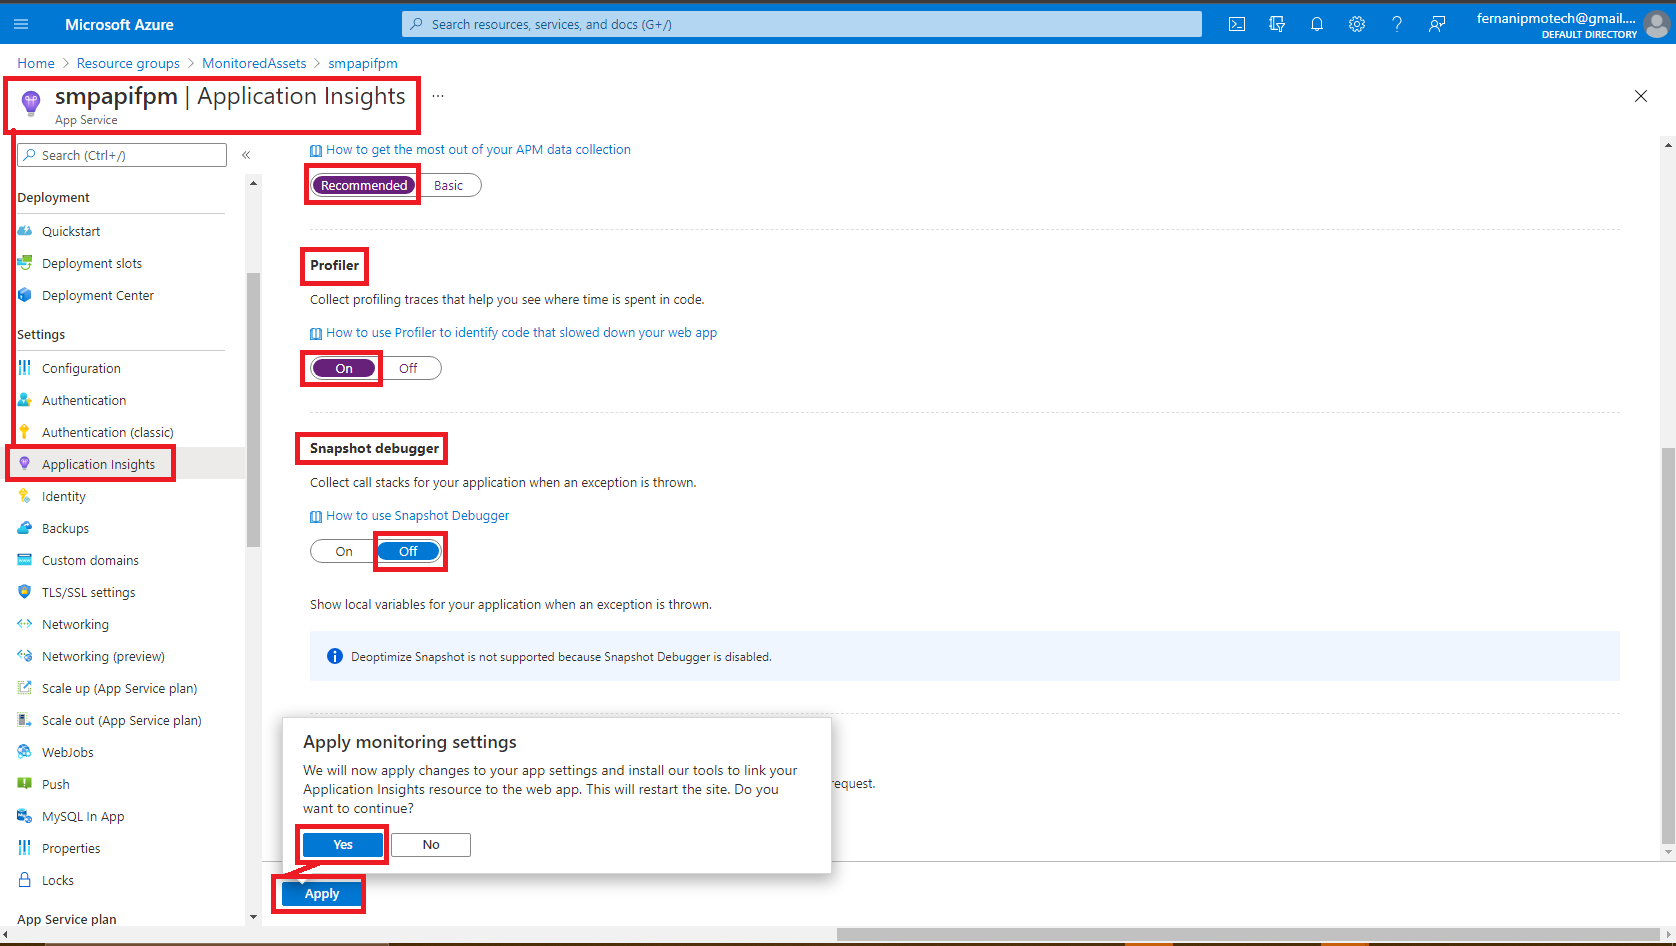 Microsoft Azure
Search resources, services, and docs (G+/)
fernanipmotech@gmail....
DEFAULT DIRECTORY
Home > Resource groups > MonitoredAssets > smpapifpm
smpapifpm | Application Insights ...
App Service
Search (Ctrl+/)
«
Deployment
Quickstart
Deployment slots
Deployment Center
Settings
Configuration
Authentication
Authentication (classic)
Application Insights
Identity
Backups
Custom domains
TLS/SSL settings
Networking
Networking (preview)
Scale up (App Service plan)
Scale out (App Service plan)
WebJobs
Push
MySQL In App
Properties
Locks
App Service plan
How to get the most out of your APM data collection
Recommended Basic
Profiler
Collect profiling traces that help you see where time is spent in code.
How to use Profiler to identify code that slowed down your web app
On Off
Snapshot debugger
Collect call stacks for your application when an exception is thrown.
How to use Snapshot Debugger
On Off
Show local variables for your application when an exception is thrown.
Deoptimize Snapshot is not supported because Snapshot Debugger is disabled.
Apply monitoring settings
We will now apply changes to your app settings and install our tools to link your
Application Insights resource to the web app. This will restart the site. Do you
want to continue?
request.
Yes No
Apply